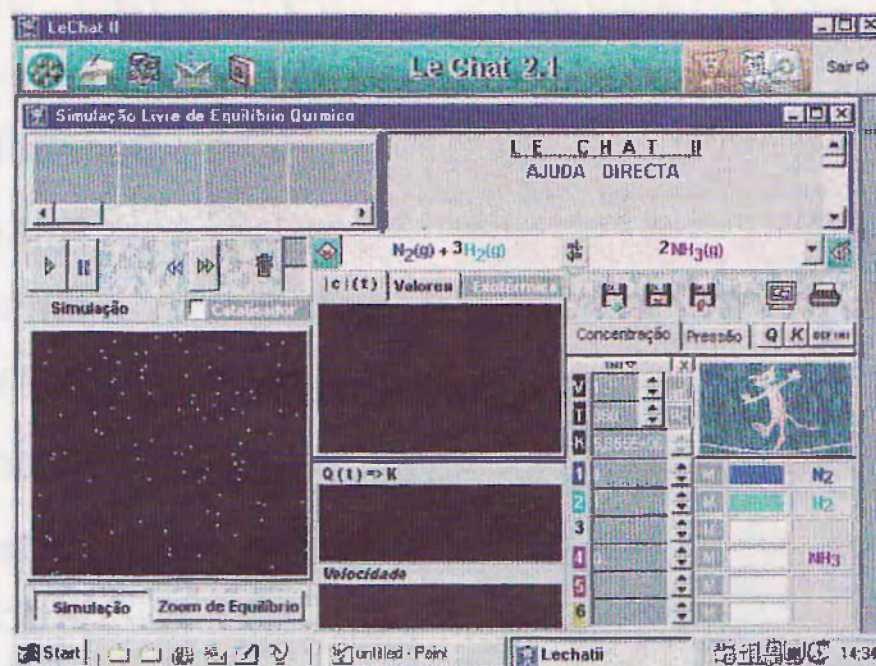 LeChat II
Le Chat 2.1
Sair
Simulação Livre de Equilíbrio Químico
LE CHAT II
AJUDA DIRECTA
N2(g) + 3H2(g)
2NH3(g)
|c|(t) Valores
Simulação Catalisador
Concentração Pressão Q K
V
T
K
1 N2
2 H2
3
4 NH3
5
6
Q(t) => K
Velocidade
Simulação Zoom de Equilíbrio
Start untitled - Paint Lechatii 14:34